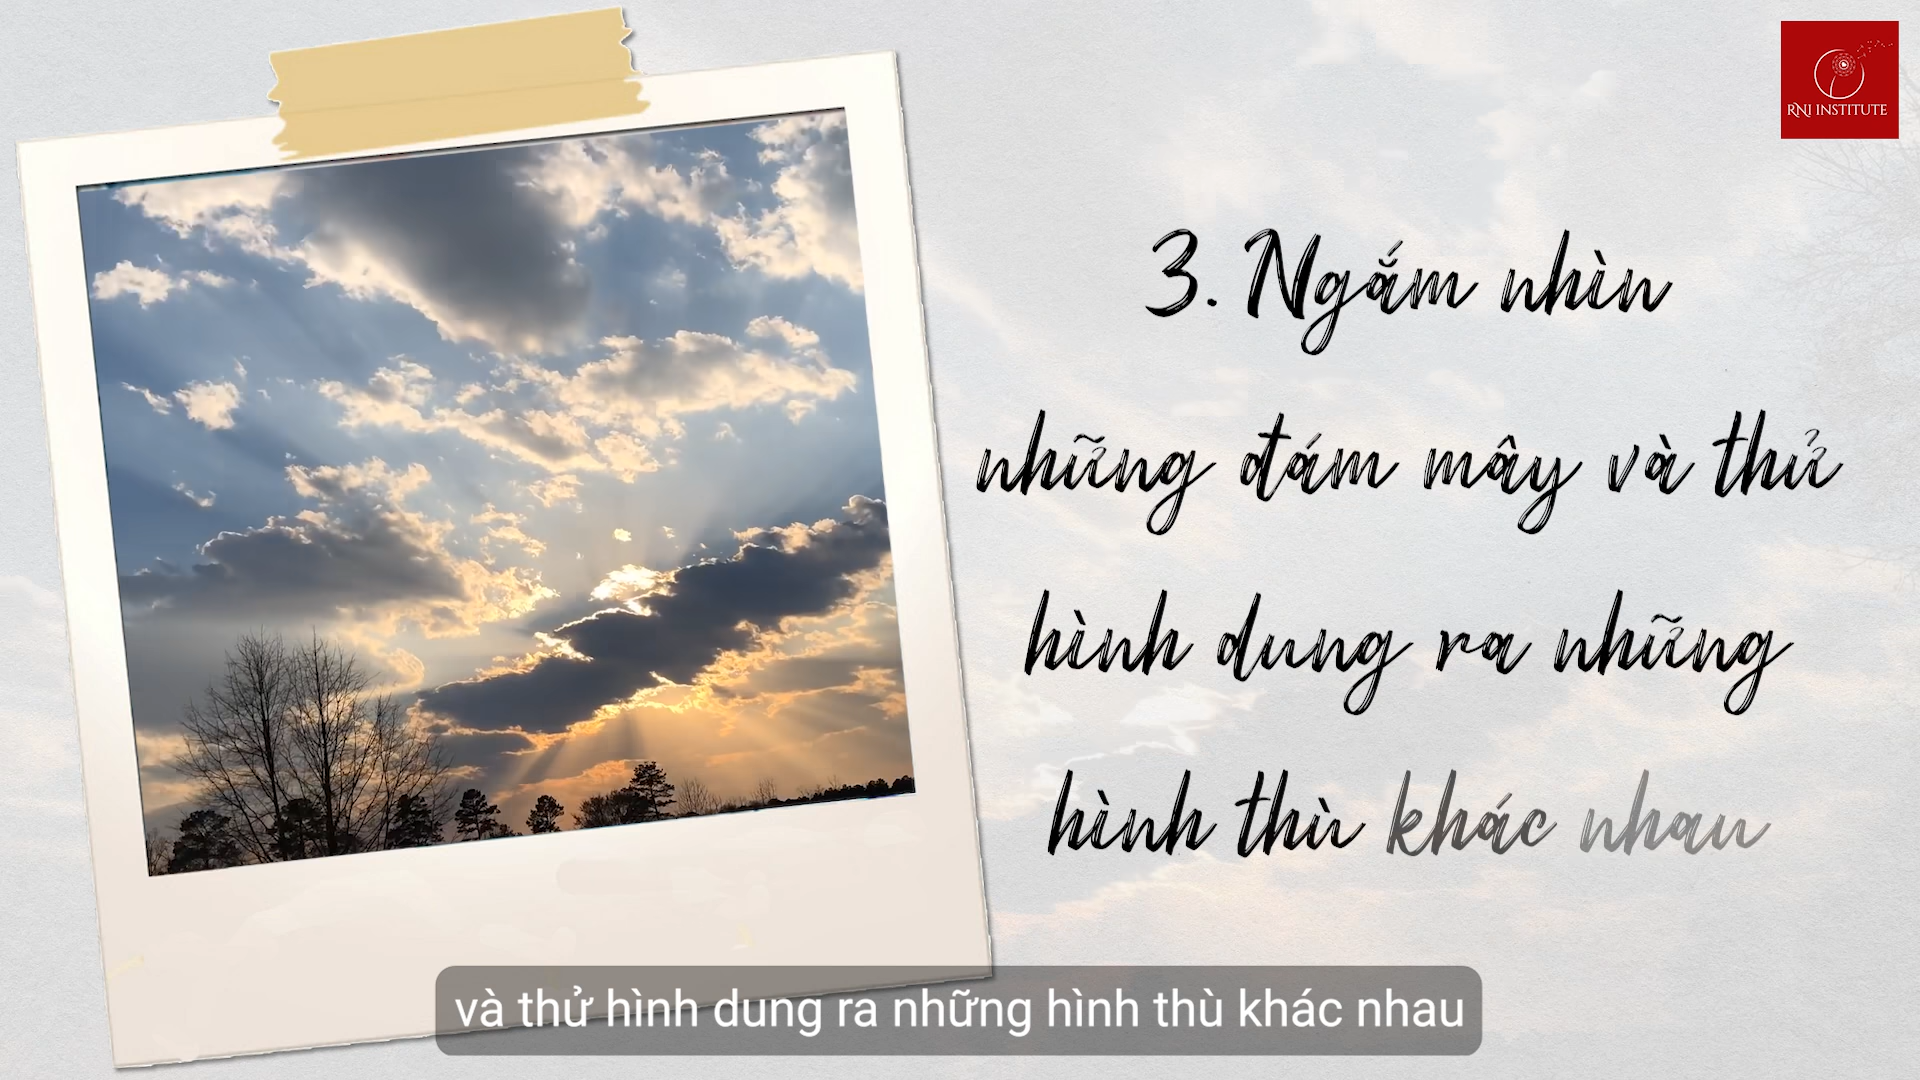 RNI INSTITUTE
3. Ngắm nhìn
những đám mây và thử
hình dung ra những
hình thù khác nhau
và thử hình dung ra những hình thù khác nhau